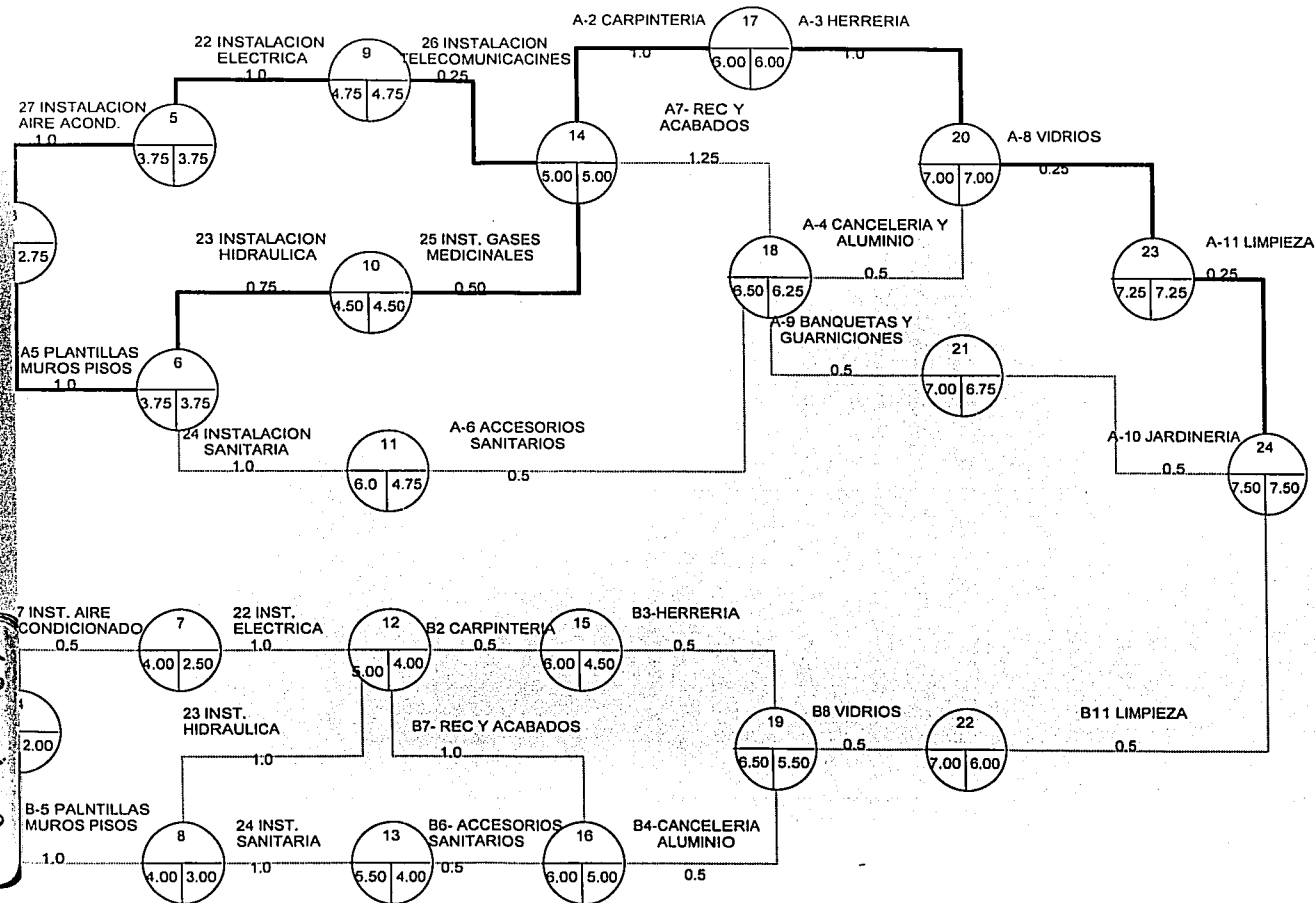 A-2 CARPINTERIA
1.0
17
6.00 6.00
A-3 HERRERIA
1.0
22 INSTALACION
ELECTRICA
1.0
9
4.75 4.75
26 INSTALACION
TELECOMUNICACINES
0.25
27 INSTALACION
AIRE ACOND.
1.0
5
3.75 3.75
14
5.00 5.00
A7- REC Y
ACABADOS
1.25
20
7.00 7.00
A-8 VIDRIOS
0.25
2.75
23 INSTALACION
HIDRAULICA
0.75
10
4.50 4.50
25 INST. GASES
MEDICINALES
0.50
18
6.50 6.25
A-4 CANCELERIA Y
ALUMINIO
0.5
23
7.25 7.25
A-11 LIMPIEZA
0.25
A5 PLANTILLAS
MUROS PISOS
1.0
6
3.75 3.75
A-9 BANQUETAS Y
GUARNICIONES
0.5
21
7.00 6.75
24 INSTALACION
SANITARIA
1.0
11
6.0 4.75
A-6 ACCESORIOS
SANITARIOS
0.5
A-10 JARDINERIA
0.5
24
7.50 7.50
7 INST. AIRE
CONDICIONADO
0.5
7
4.00 2.50
22 INST.
ELECTRICA
1.0
12
5.00 4.00
B2 CARPINTERIA
0.5
15
6.00 4.50
B3-HERRERIA
0.5
2.00
23 INST.
HIDRAULICA
1.0
B7- REC Y ACABADOS
1.0
19
6.50 5.50
B8 VIDRIOS
0.5
22
7.00 6.00
B11 LIMPIEZA
0.5
B-5 PALNTILLAS
MUROS PISOS
1.0
8
4.00 3.00
24 INST.
SANITARIA
1.0
13
5.50 4.00
B6- ACCESORIOS
SANITARIOS
0.5
16
6.00 5.00
B4-CANCELERIA
ALUMINIO
0.5